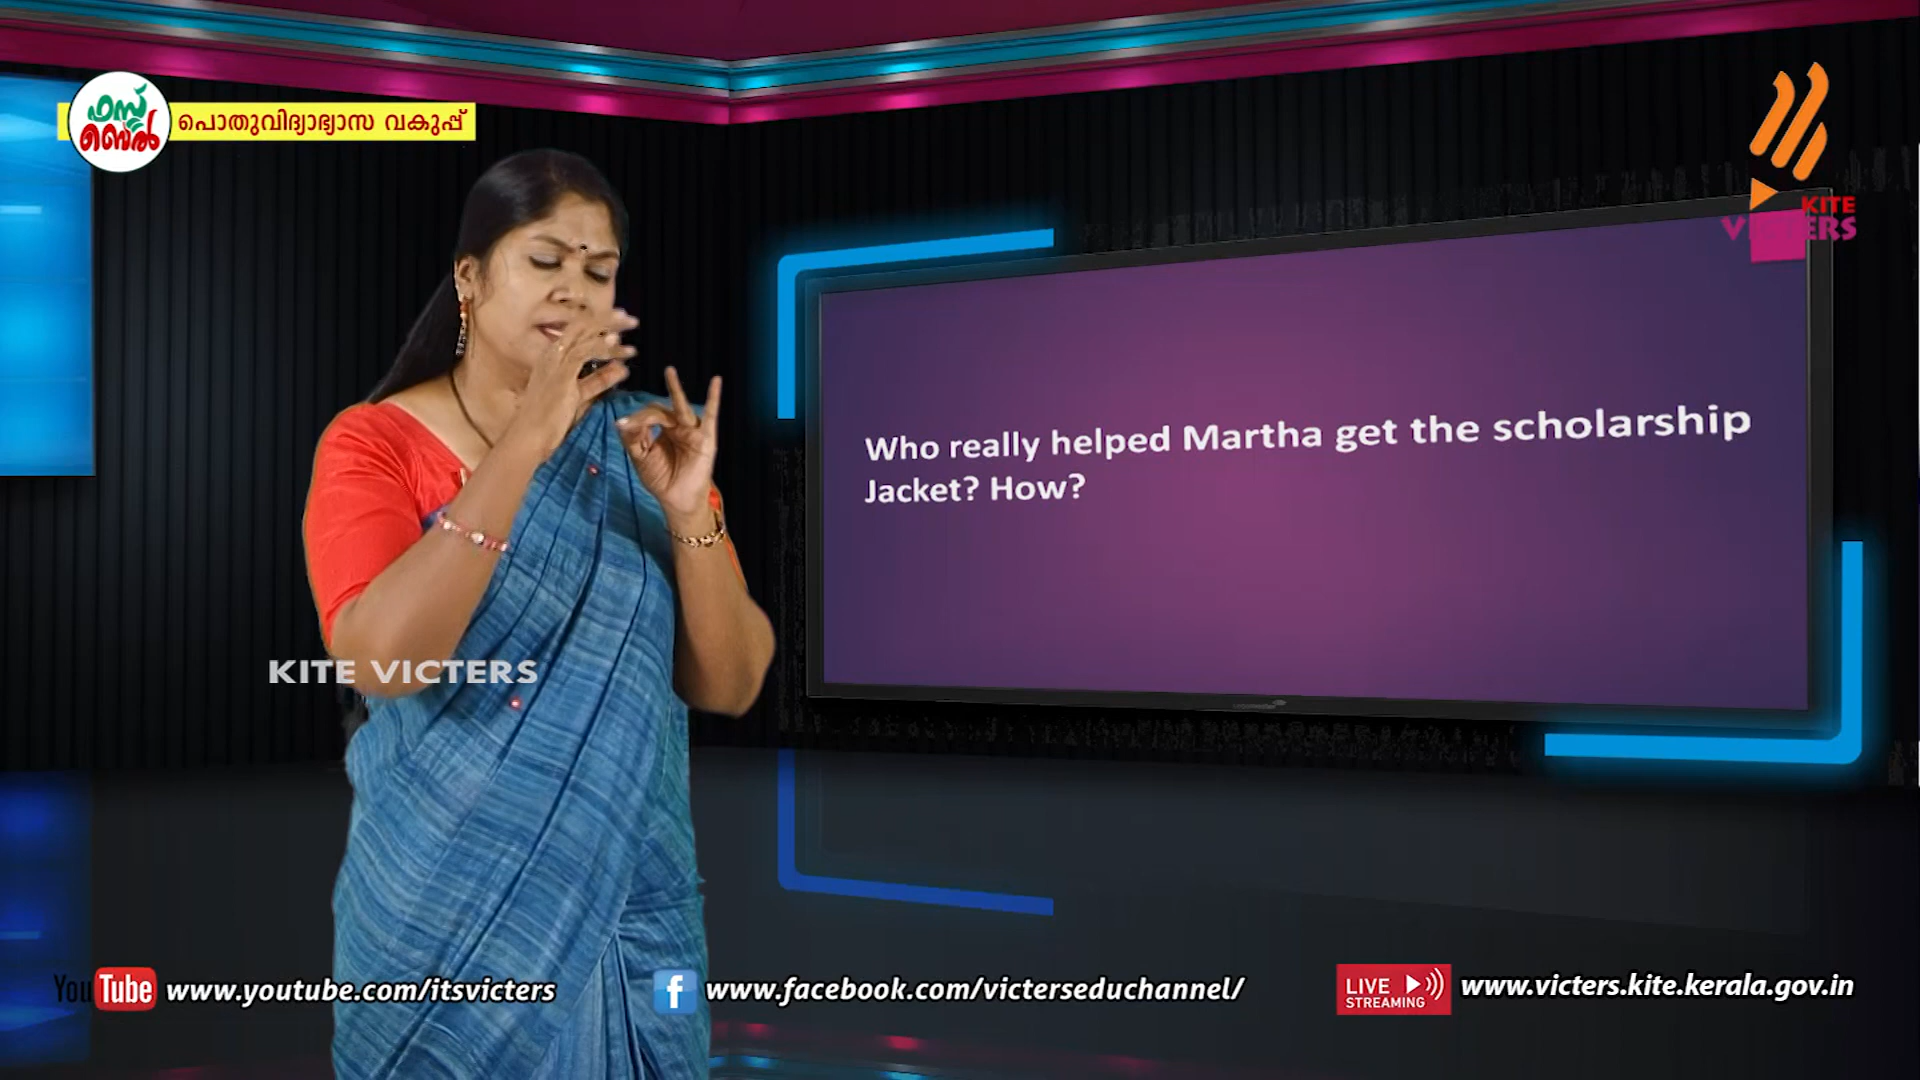 ഫസ്റ്റ്
ബെൽ
പൊതുവിദ്യാഭ്യാസ വകുപ്പ്
KITE
VICTERS
Who really helped Martha get the scholarship
Jacket? How?
KITE VICTERS
YouTube www.youtube.com/itsvicters
f www.facebook.com/victerseduchannel/
LIVE
STREAMING
www.victers.kite.kerala.gov.in